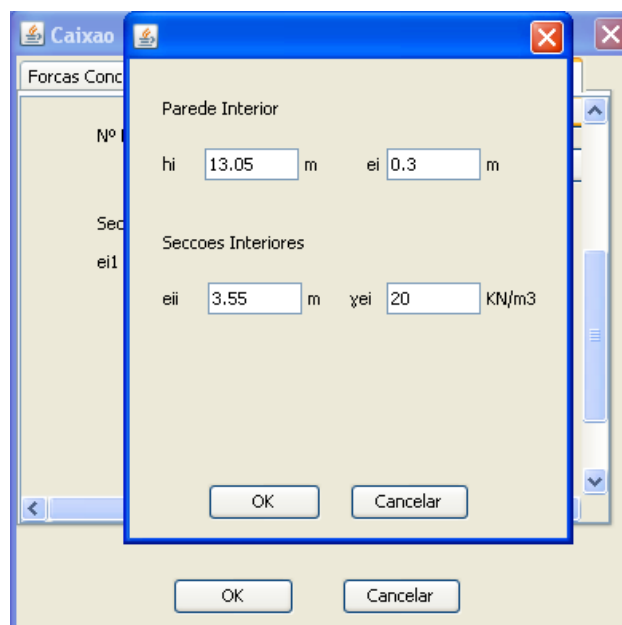 Caixao
Forcas Conc
Nº
Parede Interior
hi 13.05 m ei 0.3 m
Sec
Seccoes Interiores
ei1
eii 3.55 m ɣei 20 KN/m3
OK Cancelar
OK Cancelar